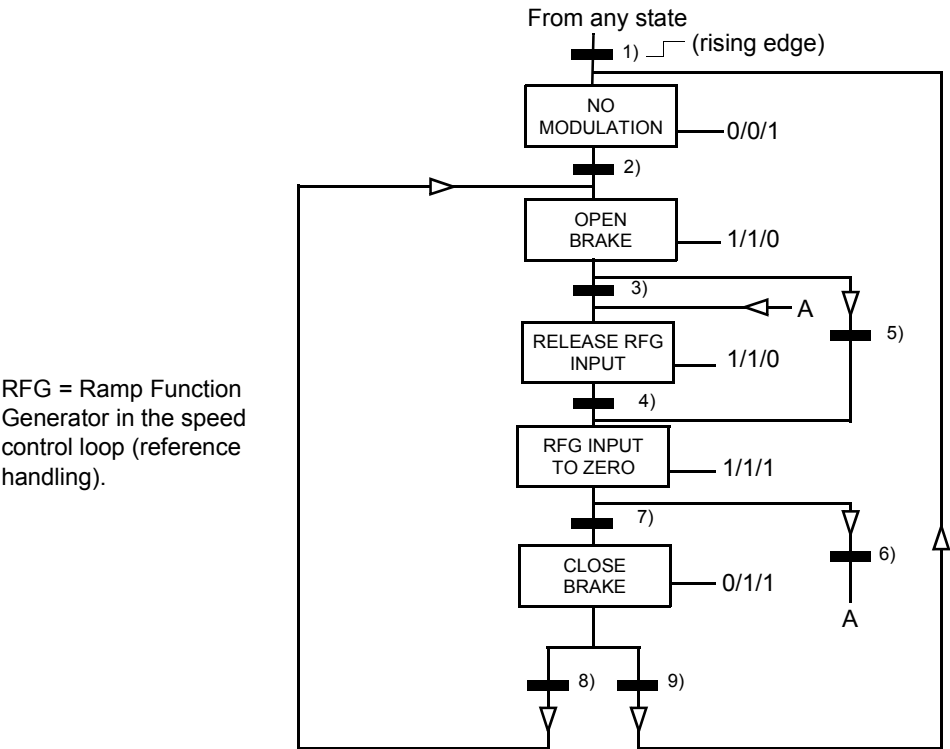 From any state
1) (rising edge)
NO
MODULATION
0/0/1
2)
OPEN
BRAKE
1/1/0
3)
A
5)
RELEASE RFG
INPUT
1/1/0
4)
RFG = Ramp Function
Generator in the speed
control loop (reference
handling).
RFG INPUT
TO ZERO
1/1/1
7)
6)
CLOSE
BRAKE
0/1/1
A
8)
9)